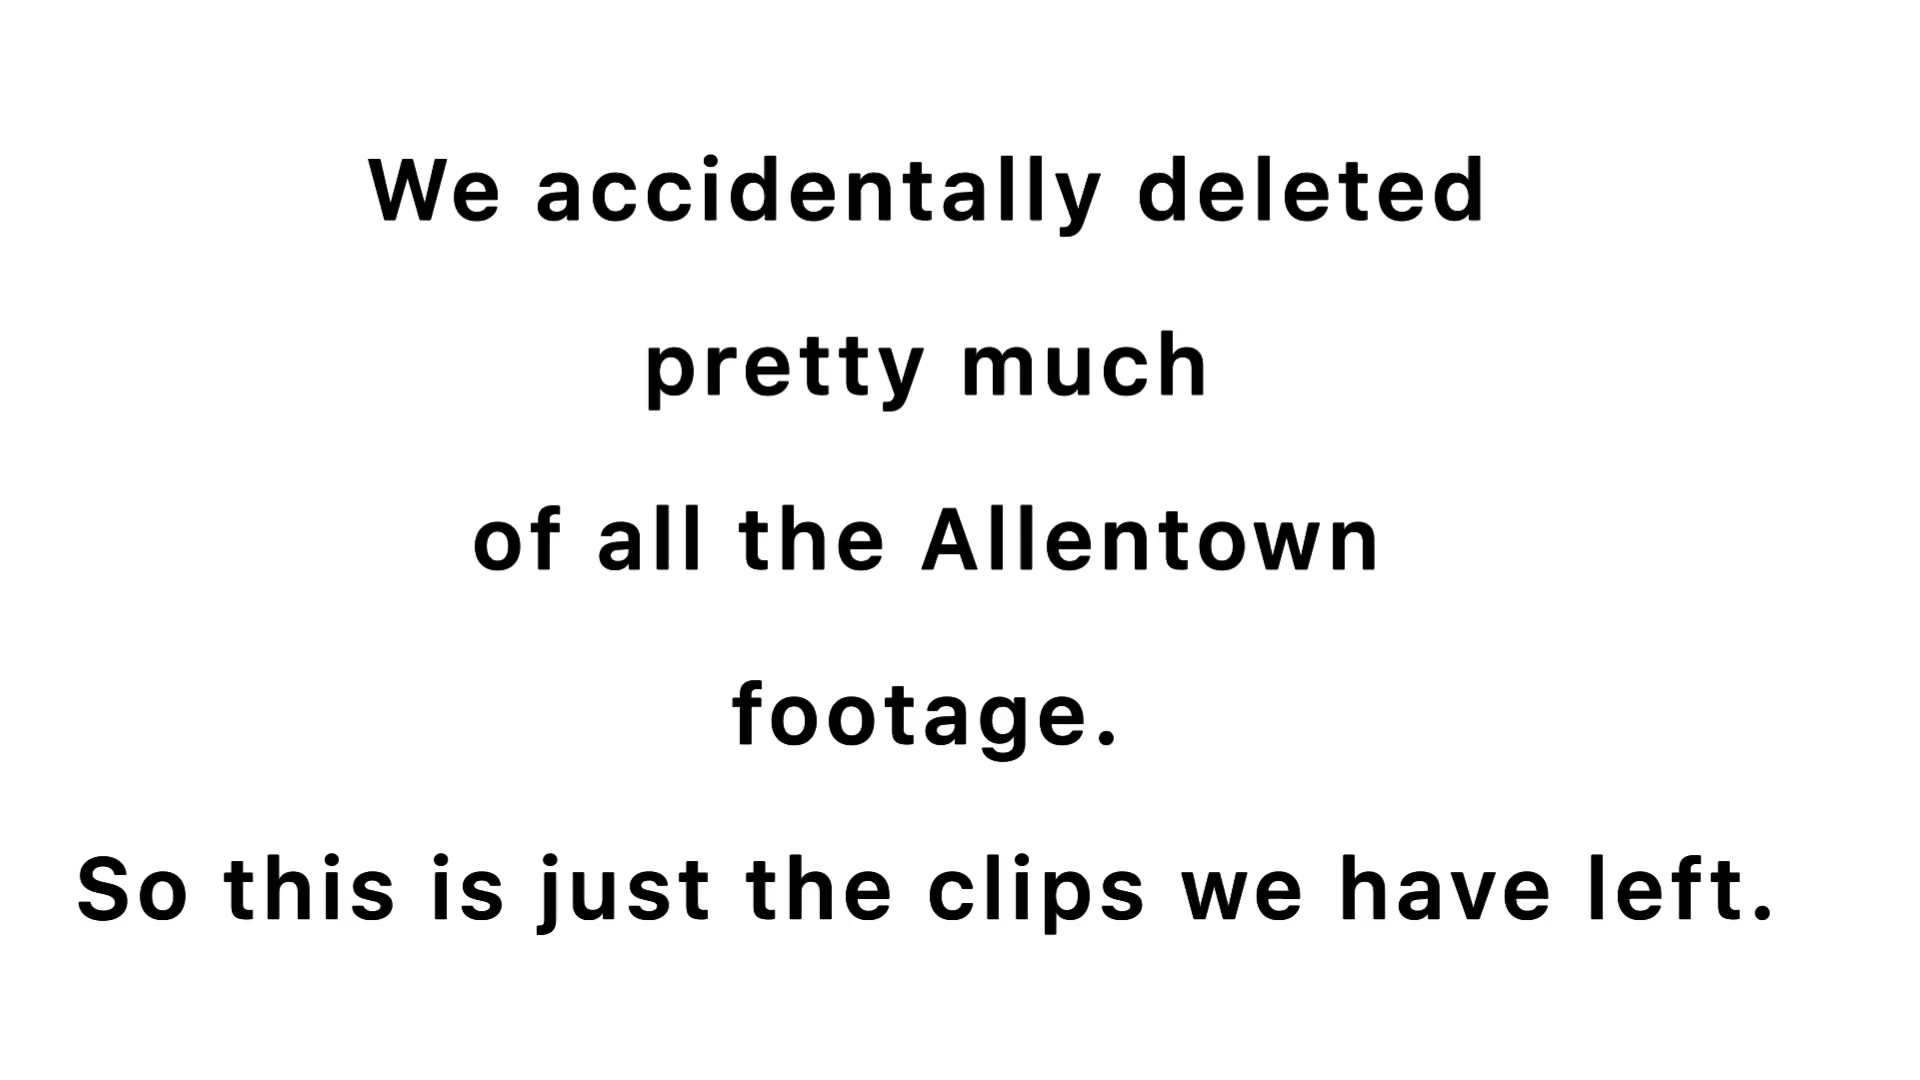 We accidentally deleted
pretty much
of all the Allentown
footage.
So this is just the clips we have left.